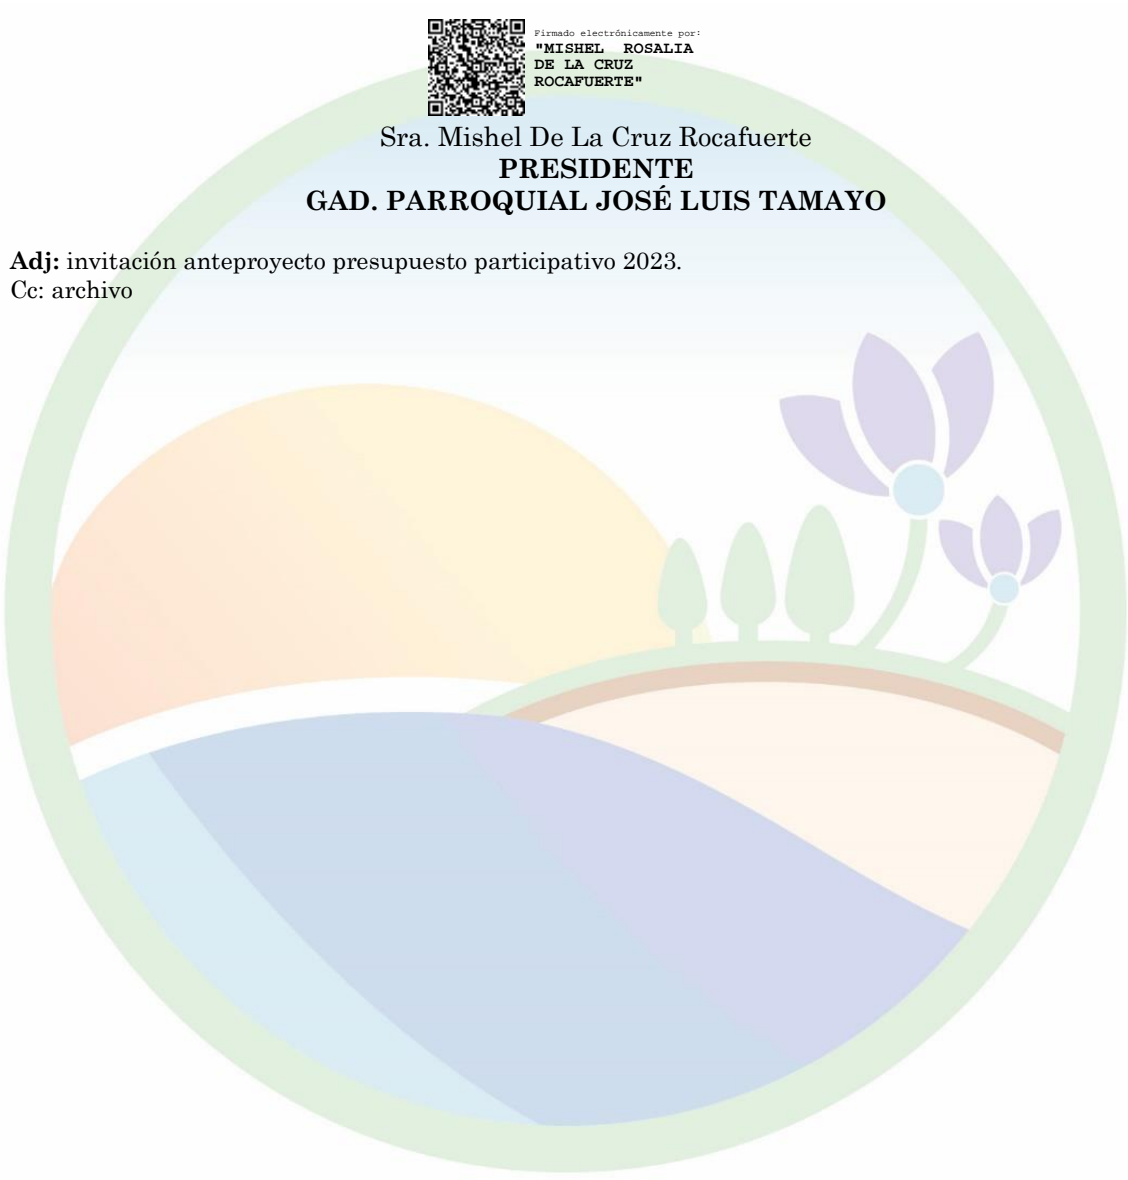 Firmado electrónicamente por:
"MISHEL ROSALIA
DE LA CRUZ
ROCAFUERTE"
Sra. Mishel De La Cruz Rocafuerte
PRESIDENTE
GAD. PARROQUIAL JOSÉ LUIS TAMAYO
Adj: invitación anteproyecto presupuesto participativo 2023.
Cc: archivo